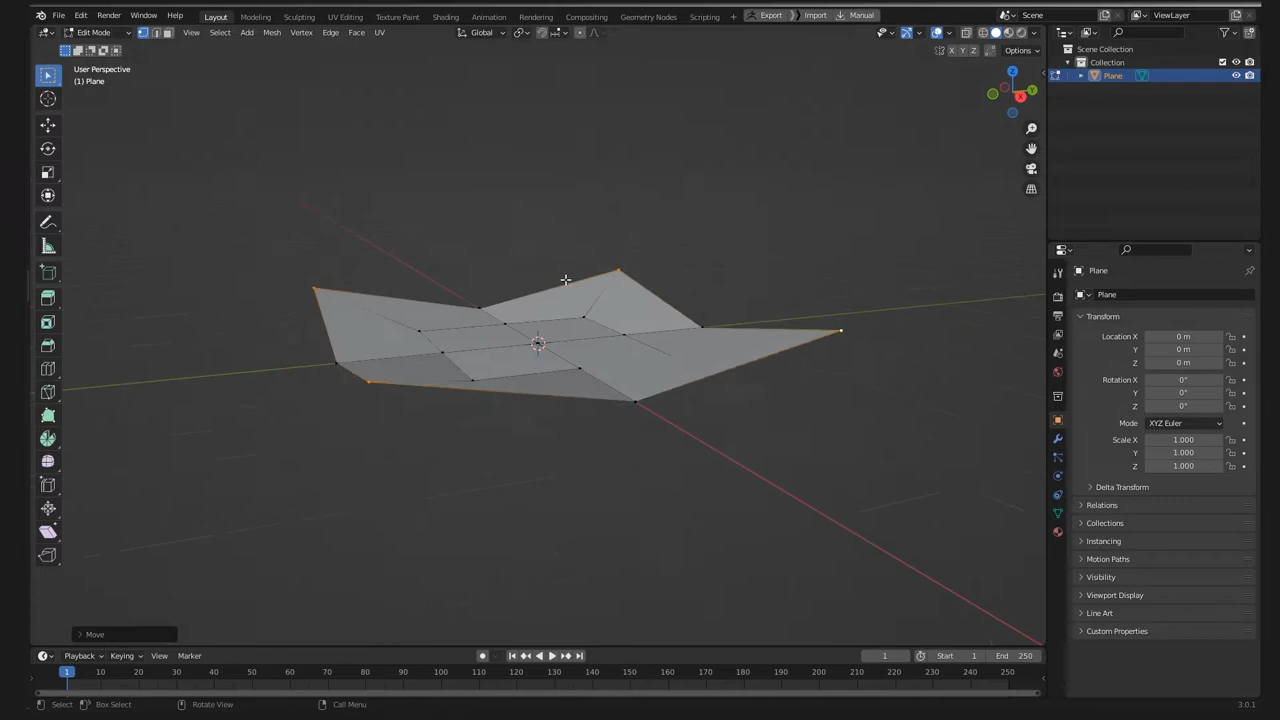 File Edit Render Window Help Layout Modeling Sculpting UV Editing Texture Paint Shading Animation Rendering Compositing Geometry Nodes Scripting + Export Import Manual Scene ViewLayer
Edit Mode View Select Add Mesh Vertex Edge Face UV Global
X Y Z Options
User Perspective
(1) Plane
Z
Y
X
Move
Scene Collection
Collection
Plane
Plane
Plane
Transform
Location X 0 m
Y 0 m
Z 0 m
Rotation X 0°
Y 0°
Z 0°
Mode XYZ Euler
Scale X 1.000
Y 1.000
Z 1.000
Delta Transform
Relations
Collections
Instancing
Motion Paths
Visibility
Viewport Display
Line Art
Custom Properties
Playback Keying View Marker 1 Start 1 End 250
1 10 20 30 40 50 60 70 80 90 100 110 120 130 140 150 160 170 180 190 200 210 220 230 240 250
Select Box Select Rotate View Call Menu 3.0.1